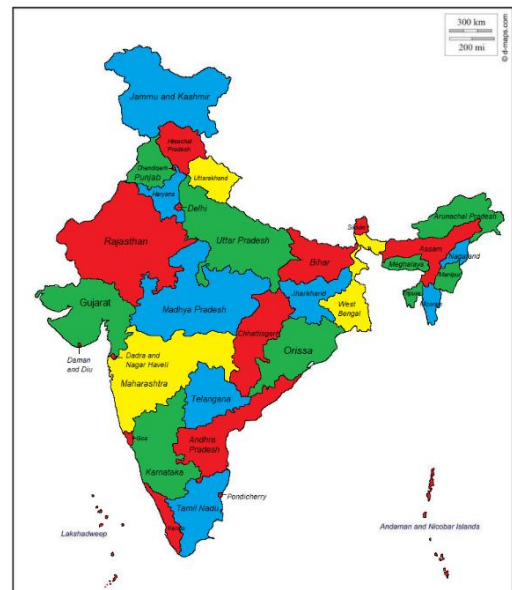 300 km
200 mi
© d-maps.com
Jammu and Kashmir
Himachal
Pradesh
Chandigarh
Punjab
Uttarakhand
Haryana
Delhi
Arunachal Pradesh
Rajasthan
Uttar Pradesh
Sikkim
Assam
Nagaland
Bihar
Meghalaya
Manipur
Gujarat
Jharkhand
Tripura
Mizoram
Madhya Pradesh
West
Bengal
Chhattisgarh
Orissa
Daman
and Diu
Dadra and
Nagar Haveli
Maharashtra
Telangana
Goa
Andhra
Pradesh
Karnataka
Pondicherry
Tamil Nadu
Kerala
Lakshadweep
Andaman and Nicobar Islands